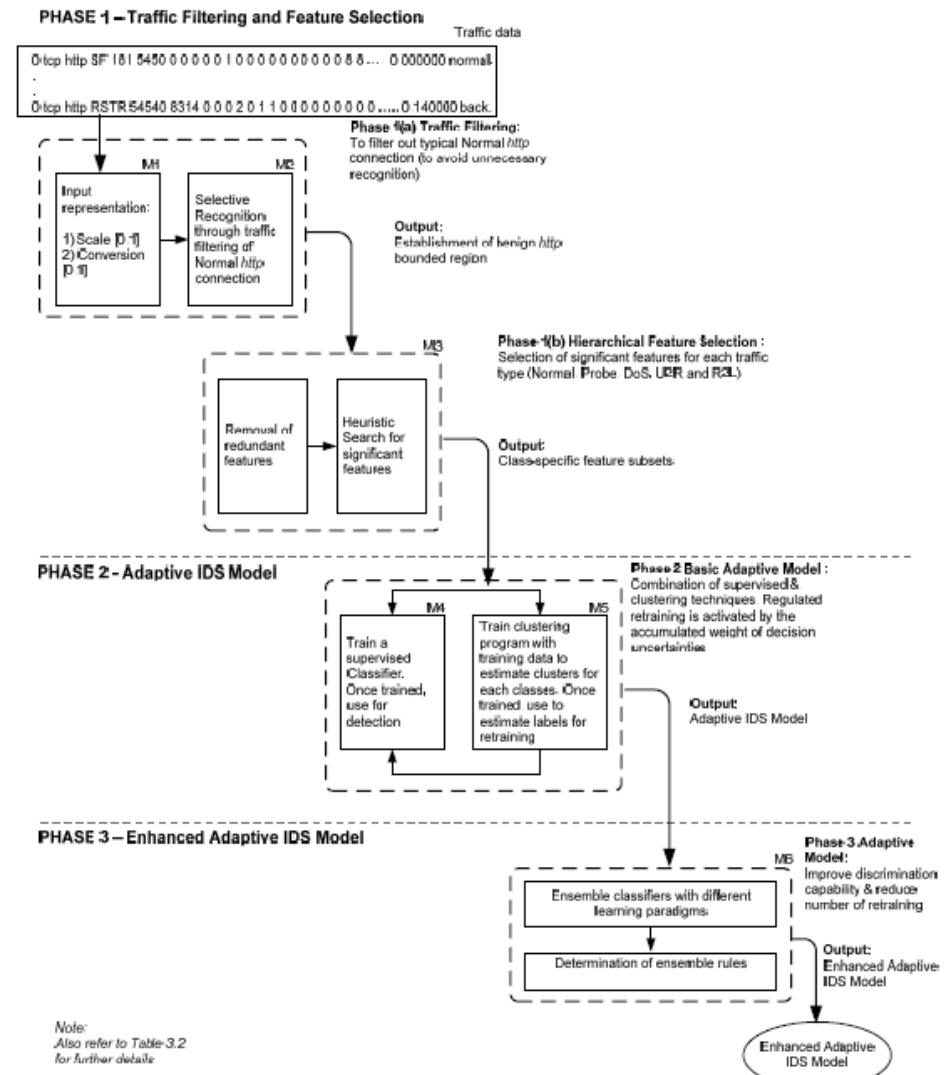 PHASE 1 – Traffic Filtering and Feature Selection
Traffic data
0 tcp http SF 181 5450 0 0 0 0 0 1 0 0 0 0 0 0 0 0 0 0 8 8 .... 0 000000 normal.
.
.
0 tcp http RSTR 54540 8314 0 0 0 2 0 1 1 0 0 0 0 0 0 0 0 0 ..... 0 140000 back.
Phase 1(a) Traffic Filtering:
To filter out typical Normal http
connection (to avoid unnecessary
recognition)
M1
Input
representation:
1) Scale [0 1]
2) Conversion
[0 1]
M2
Selective
Recognition
through traffic
filtering of
Normal http
connection
Output:
Establishment of benign http
bounded region
Phase 1(b) Hierarchical Feature Selection :
Selection of significant features for each traffic
type (Normal Probe DoS, U2R and R2L)
M3
Removal of
redundant
features
Heuristic
Search for
significant
features
Output:
Class-specific feature subsets
PHASE 2 - Adaptive IDS Model
Phase 2 Basic Adaptive Model :
Combination of supervised &
clustering techniques. Regulated
retraining is activated by the
accumulated weight of decision
uncertainties
M4
Train a
supervised
Classifier.
Once trained,
use for
detection
M5
Train clustering
program with
training data to
estimate clusters for
each classes. Once
trained, use to
estimate labels for
retraining
Output:
Adaptive IDS Model
PHASE 3 – Enhanced Adaptive IDS Model
Phase 3 Adaptive
Model:
Improve discrimination
capability & reduce
number of retraining
M6
Ensemble classifiers with different
learning paradigms
Determination of ensemble rules
Output:
Enhanced Adaptive
IDS Model
Enhanced Adaptive
IDS Model
Note:
Also refer to Table 3.2
for further details